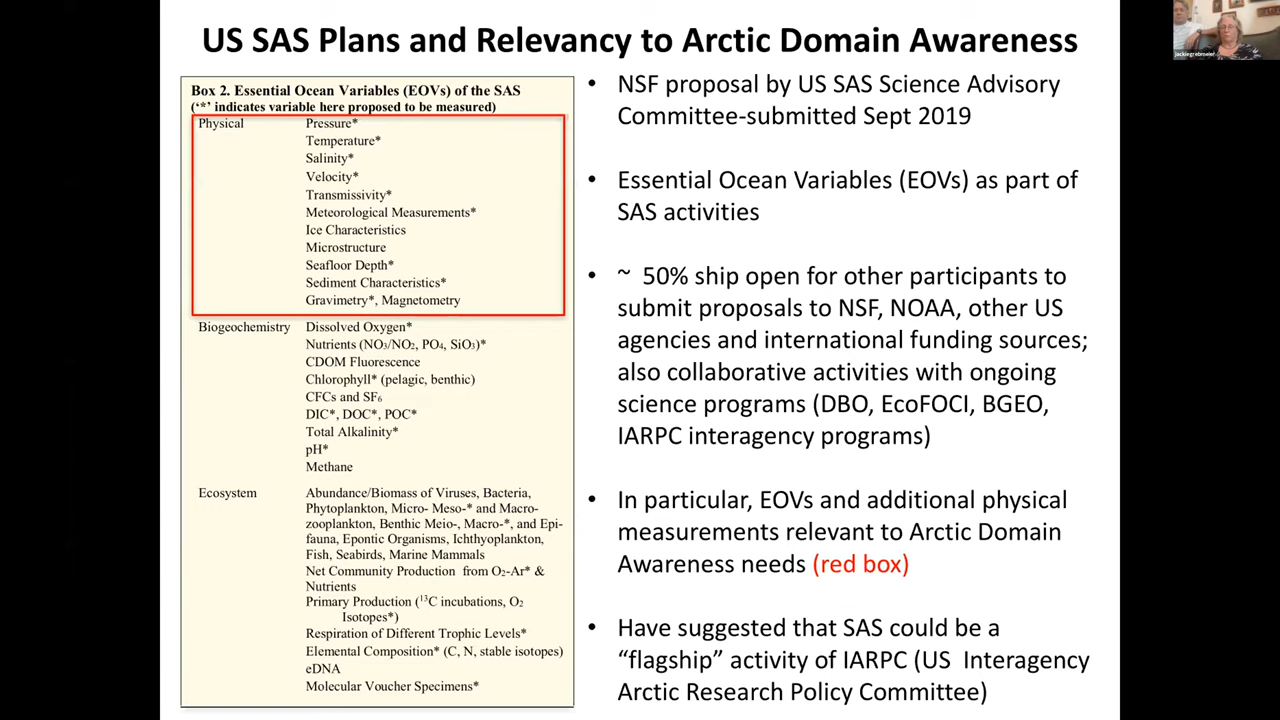 US SAS Plans and Relevancy to Arctic Domain Awareness
Box 2. Essential Ocean Variables (EOVs) of the SAS
('*' indicates variable here proposed to be measured)
Physical
Pressure*
Temperature*
Salinity*
Velocity*
Transmissivity*
Meteorological Measurements*
Ice Characteristics
Microstructure
Seafloor Depth*
Sediment Characteristics*
Gravimetry*, Magnetometry
Biogeochemistry
Dissolved Oxygen*
Nutrients (NO3/NO2, PO4, SiO3)*
CDOM Fluorescence
Chlorophyll* (pelagic, benthic)
CFCs and SF6
DIC*, DOC*, POC*
Total Alkalinity*
pH*
Methane
Ecosystem
Abundance/Biomass of Viruses, Bacteria,
Phytoplankton, Micro- Meso-* and Macro-
zooplankton, Benthic Meio-, Macro-*, and Epi-
fauna, Epontic Organisms, Ichthyoplankton,
Fish, Seabirds, Marine Mammals
Net Community Production from O2-Ar* &
Nutrients
Primary Production (13C incubations, O2
Isotopes*)
Respiration of Different Trophic Levels*
Elemental Composition* (C, N, stable isotopes)
eDNA
Molecular Voucher Specimens*
• NSF proposal by US SAS Science Advisory
Committee-submitted Sept 2019
• Essential Ocean Variables (EOVs) as part of
SAS activities
• ~ 50% ship open for other participants to
submit proposals to NSF, NOAA, other US
agencies and international funding sources;
also collaborative activities with ongoing
science programs (DBO, EcoFOCI, BGEO,
IARPC interagency programs)
• In particular, EOVs and additional physical
measurements relevant to Arctic Domain
Awareness needs (red box)
• Have suggested that SAS could be a
“flagship” activity of IARPC (US Interagency
Arctic Research Policy Committee)
jackiegrebmeier